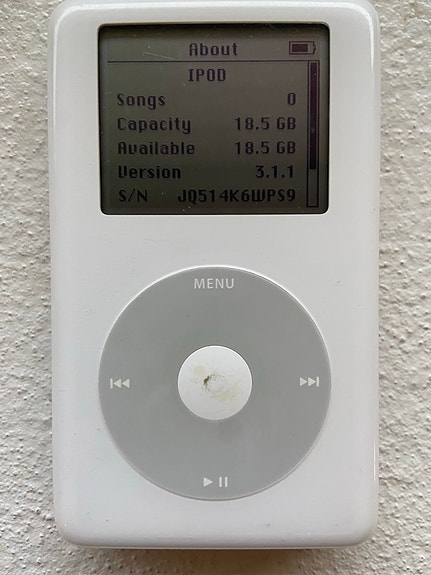 About
IPOD
Songs 0
Capacity 18.5 GB
Available 18.5 GB
Version 3.1.1
S/N JQ514K6WPS9
MENU